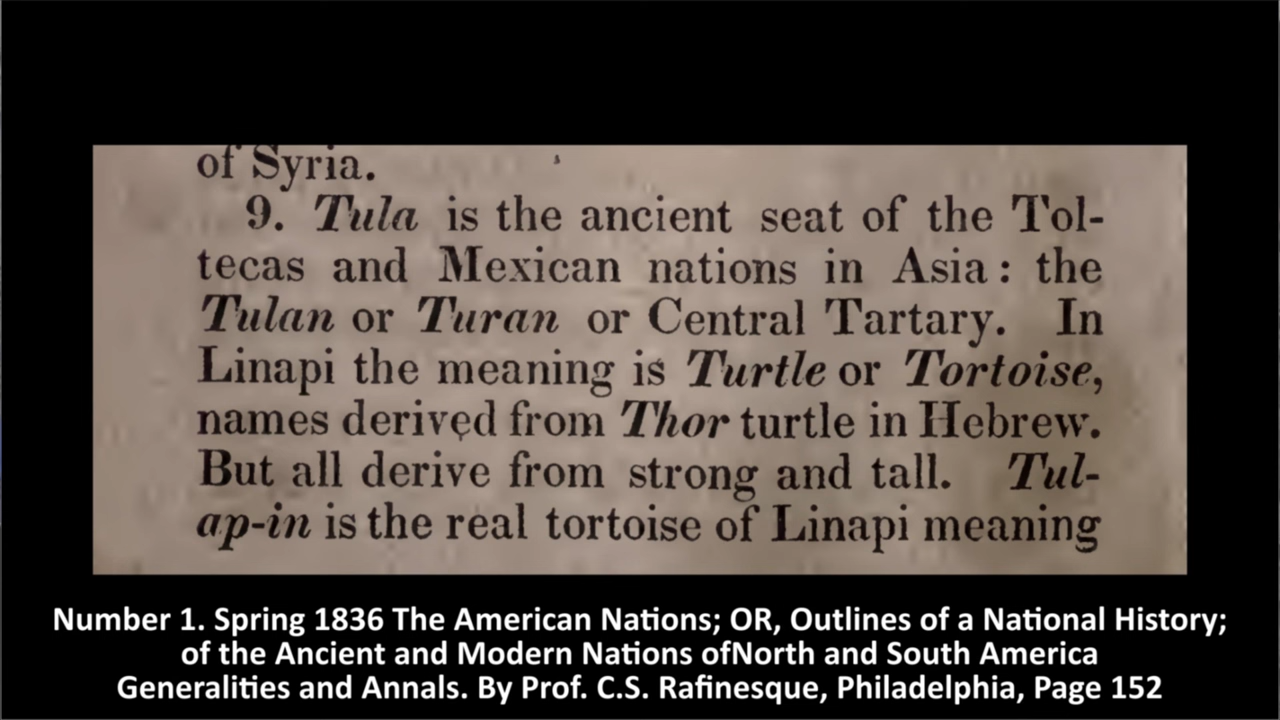 of Syria.
9. Tula is the ancient seat of the Tol-
tecas and Mexican nations in Asia : the
Tulan or Turan or Central Tartary. In
Linapi the meaning is Turtle or Tortoise,
names derived from Thor turtle in Hebrew.
But all derive from strong and tall. Tul-
ap-in is the real tortoise of Linapi meaning
Number 1. Spring 1836 The American Nations; OR, Outlines of a National History;
of the Ancient and Modern Nations ofNorth and South America
Generalities and Annals. By Prof. C.S. Rafinesque, Philadelphia, Page 152